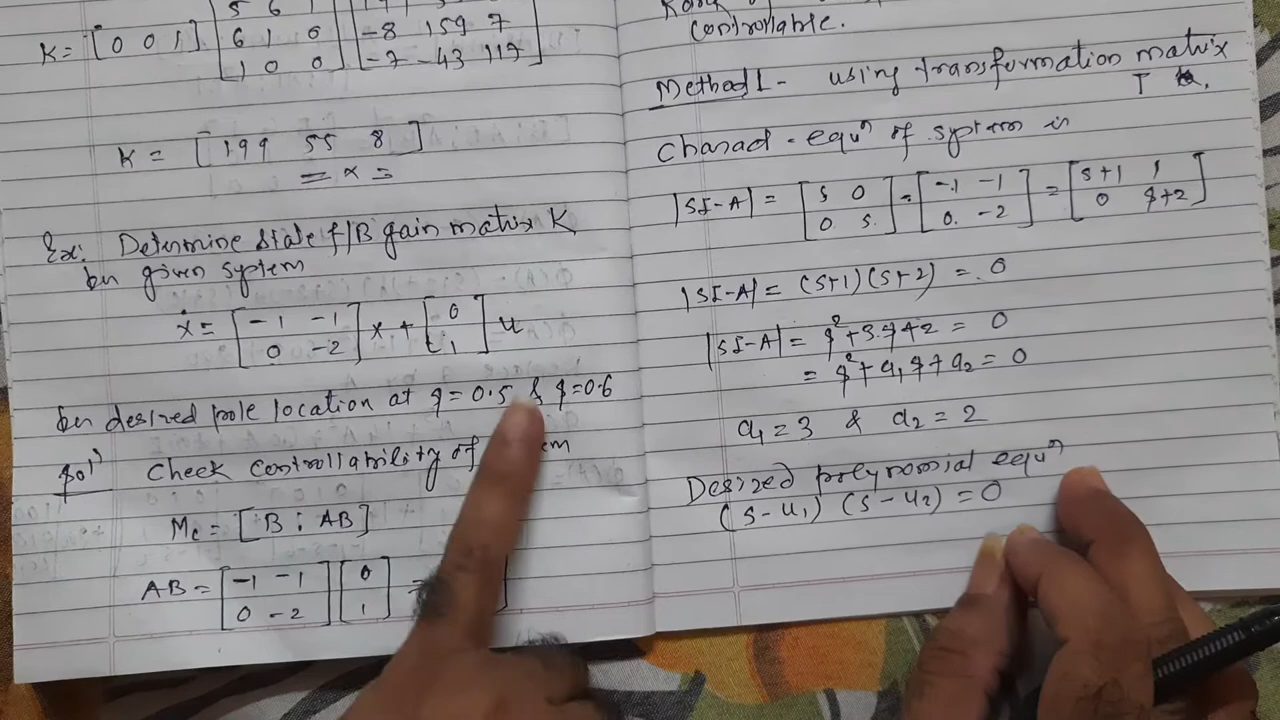 5 6 1
K = [0 0 1] 6 1 0 -8 159 7
1 0 0 -7 -43 117
K = [199 55 8]
= x =
Ex: Determine state f/B gain matrix K
for given system
ẋ = [-1 -1] x + [0] u
0 -2 1
for desired pole location at s=0.5 & s=0.6
Solⁿ Check controllability of
Mc = [B : AB]
AB = [-1 -1] [0] =
0 -2 1
controllable.
Method 1 - using transformation matrix
T
Charact. equⁿ of system is
|SI-A| = [s 0] - [-1 -1] = [s+1 1]
0 s 0 -2 0 s+2
|SI-A| = (s+1)(s+2) = 0
|SI-A| = s²+3s+2 = 0
= s²+a₁s+a₂ = 0
a₁ = 3 & a₂ = 2
Desired polynomial equⁿ
(s-u₁) (s-u₂) = 0